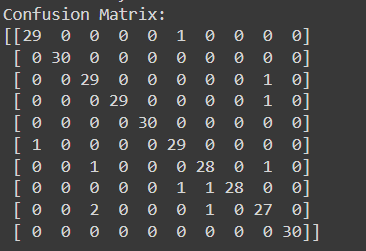 Confusion Matrix:
[[29 0 0 0 0 1 0 0 0 0]
[ 0 30 0 0 0 0 0 0 0 0]
[ 0 0 29 0 0 0 0 0 1 0]
[ 0 0 0 29 0 0 0 0 1 0]
[ 0 0 0 0 30 0 0 0 0 0]
[ 1 0 0 0 0 29 0 0 0 0]
[ 0 0 1 0 0 0 28 0 1 0]
[ 0 0 0 0 0 1 1 28 0 0]
[ 0 0 2 0 0 0 1 0 27 0]
[ 0 0 0 0 0 0 0 0 0 30]]